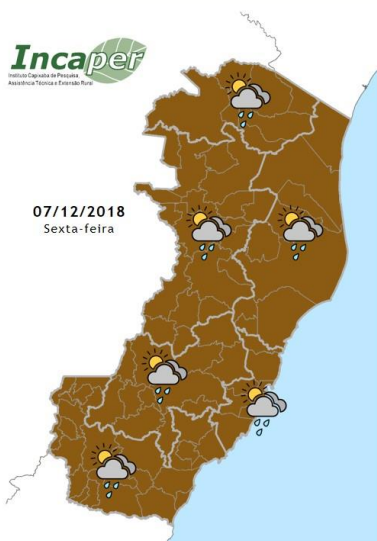 Incaper
Instituto Capixaba de Pesquisa,
Assistência Técnica e Extensão Rural
07/12/2018
Sexta-feira